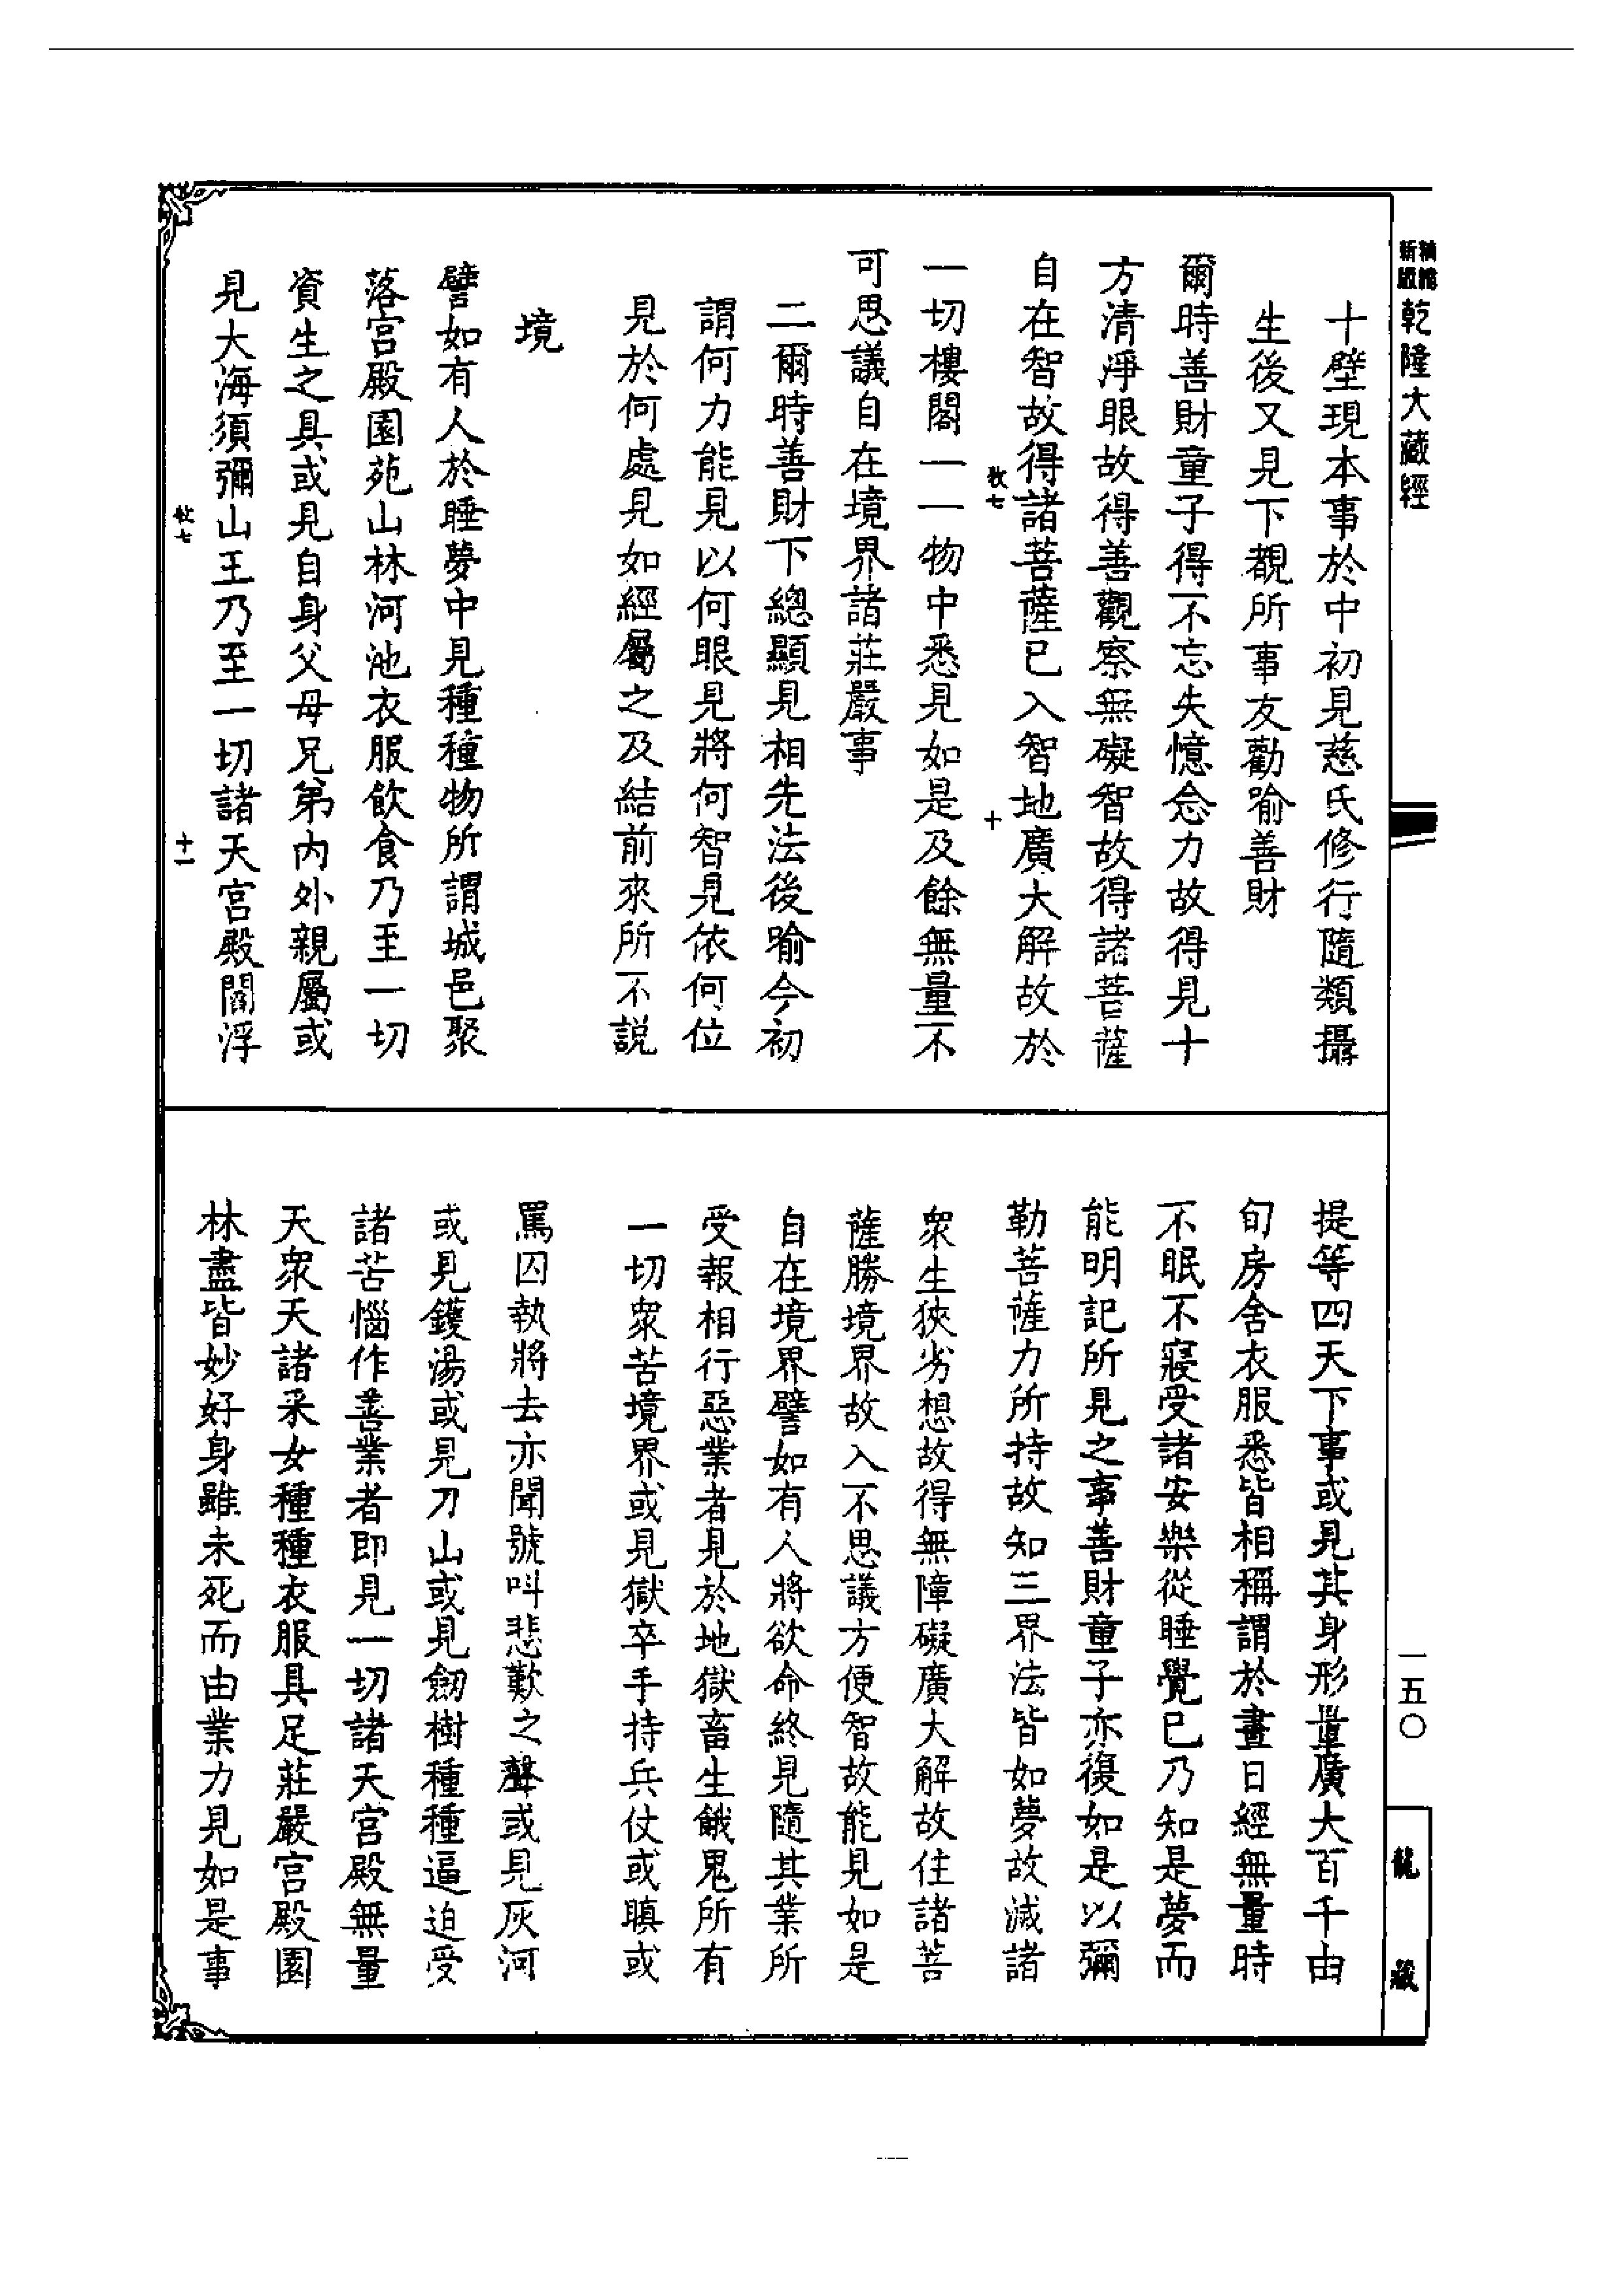 精緻
新版
乾隆大藏經
十壁現本事於中初見慈氏修行隨類攝
生後又見下覩所事友勸喻善財
爾時善財童子得不忘失憶念力故得見十
方清淨眼故得善觀察無礙智故得諸菩薩
自在智故得諸菩薩已入智地廣大解故於
十
一切樓閣一一物中悉見如是及餘無量不
可思議自在境界諸莊嚴事
二爾時善財下總顯見相先法後喻今初
謂何力能見以何眼見將何智見依何位
見於何處見如經屬之及結前來所不說
境
譬如有人於睡夢中見種種物所謂城邑聚
落宮殿園苑山林河池衣服飲食乃至一切
資生之具或見自身父母兄弟內外親屬或
見大海須彌山王乃至一切諸天宮殿閻浮
十一
提等四天下事或見其身形量廣大百千由
旬房舍衣服悉皆相稱謂於晝日經無量時
不眠不寢受諸安樂從睡覺已乃知是夢而
能明記所見之事善財童子亦復如是以彌
勒菩薩力所持故知三界法皆如夢故滅諸
衆生狹劣想故得無障礙廣大解故住諸菩
薩勝境界故入不思議方便智故能見如是
自在境界譬如有人將欲命終見隨其業所
受報相行惡業者見於地獄畜生餓鬼所有
一切衆苦境界或見獄卒手持兵仗或瞋或
罵囚執將去亦聞號叫悲歎之聲或見灰河
或見鑊湯或見刀山或見劒樹種種逼迫受
諸苦惱作善業者即見一切諸天宮殿無量
天衆天諸采女種種衣服具足莊嚴宮殿園
林盡皆妙好身雖未死而由業力見如是事
一五〇
龍藏